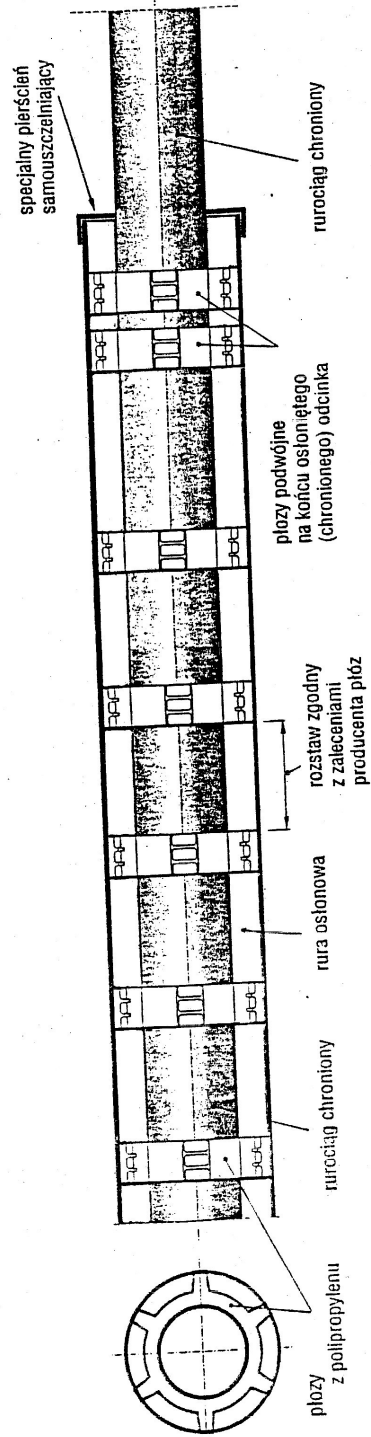 specjalny pierścień
samouszczelniający
rurociąg chroniony
płozy podwójne
na końcu osłoniętego
(chronionego) odcinka
rozstaw zgodny
z zaleceniami
producenta płóz
rura osłonowa
rurociąg chroniony
płozy
z polipropylenu